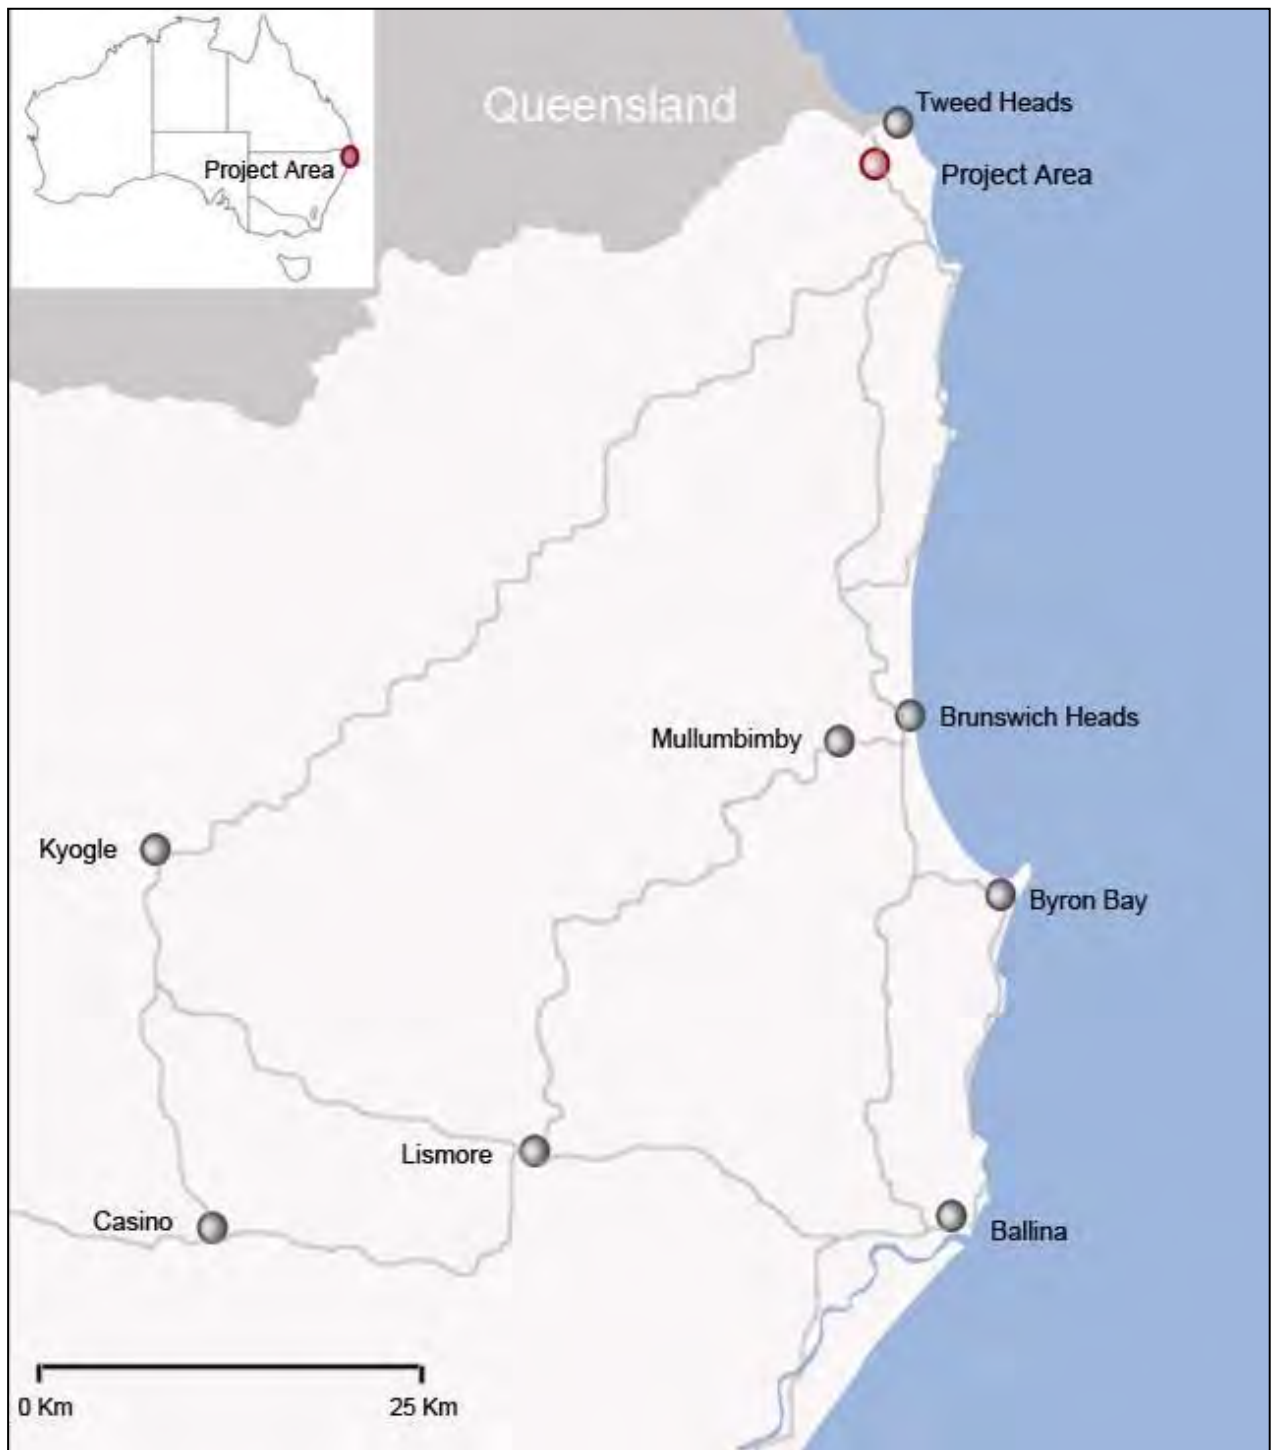 Queensland
Tweed Heads
Project Area
Project Area
Mullumbimby
Brunswich Heads
Kyogle
Byron Bay
Lismore
Casino
Ballina
0 Km
25 Km